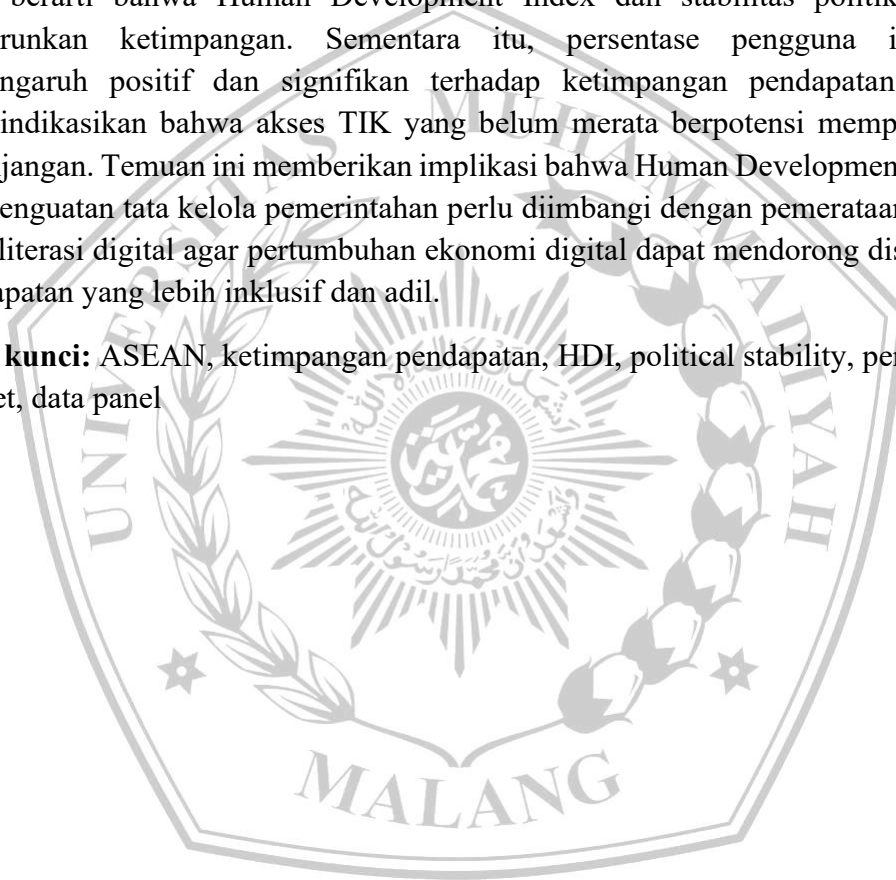 berarti bahwa Human Development Index dan stabilitas politik
runkan ketimpangan. Sementara itu, persentase pengguna i
ngaruh positif dan signifikan terhadap ketimpangan pendapatan
indikasikan bahwa akses TIK yang belum merata berpotensi memp
jangan. Temuan ini memberikan implikasi bahwa Human Developmen
enguatan tata kelola pemerintahan perlu diimbangi dengan pemerataan
literasi digital agar pertumbuhan ekonomi digital dapat mendorong dis
apatan yang lebih inklusif dan adil.
kunci: ASEAN, ketimpangan pendapatan, HDI, political stability, pe
et, data panel
UNIVERSITAS MUHAMMADIYAH
MALANG